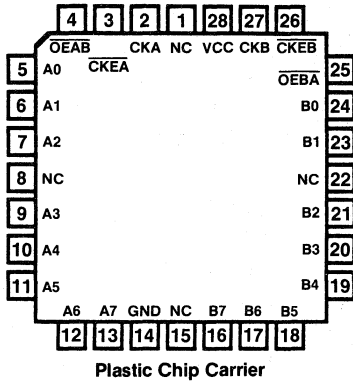 4 3 2 1 28 27 26
OEAB CKA NC VCC CKB CKEB
CKEA OEBA
5 A0 25
6 A1 B0 24
7 A2 B1 23
8 NC NC 22
9 A3 B2 21
10 A4 B3 20
11 A5 B4 19
A6 A7 GND NC B7 B6 B5
12 13 14 15 16 17 18
Plastic Chip Carrier